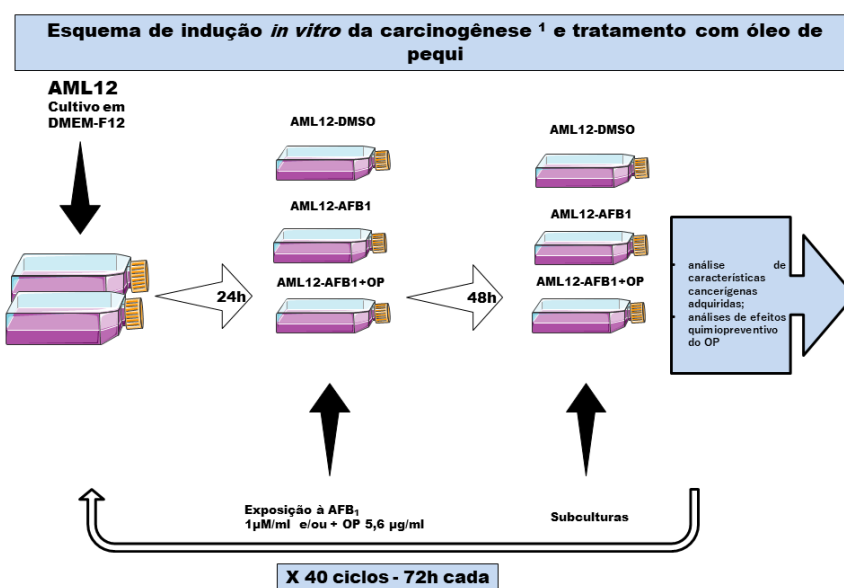 Esquema de indução in vitro da carcinogênese ¹ e tratamento com óleo de
pequi
AML12
Cultivo em
DMEM-F12
24h
AML12-DMSO
AML12-AFB1
AML12-AFB1+OP
48h
AML12-DMSO
AML12-AFB1
AML12-AFB1+OP
• análise de
características
cancerígenas
adquiridas;
• análises de efeitos
quimiopreventivo
do OP
Exposição à AFB₁
1µM/ml e/ou + OP 5,6 µg/ml
Subculturas
X 40 ciclos - 72h cada